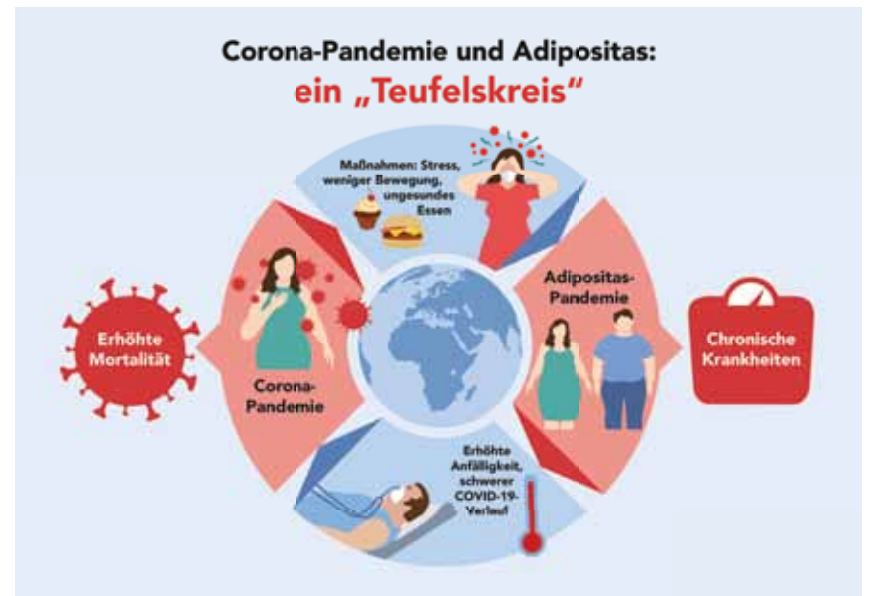 Corona-Pandemie und Adipositas:
ein „Teufelskreis“
Maßnahmen: Stress,
weniger Bewegung,
ungesundes
Essen
Adipositas-
Pandemie
Erhöhte
Mortalität
Chronische
Krankheiten
Corona-
Pandemie
Erhöhte
Anfälligkeit,
schwerer
COVID-19-
Verlauf